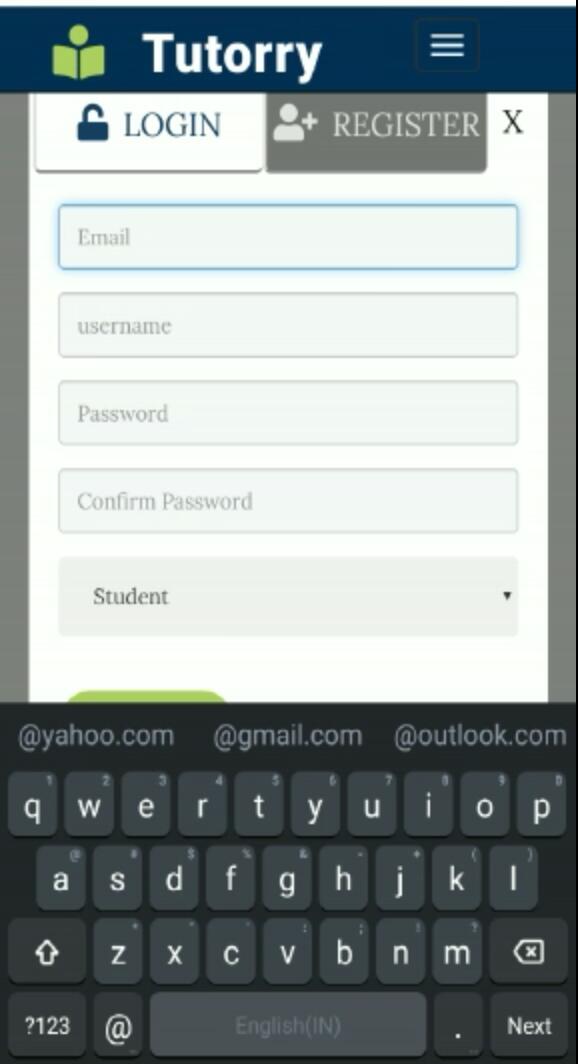 Tutorry
LOGIN REGISTER X
Email
username
Password
Confirm Password
Student
@yahoo.com @gmail.com @outlook.com
1 2 3 4 5 6 7 8 9 0
q w e r t y u i o p
a s d f g h j k l
z x c v b n m
?123 @ English(IN) . Next